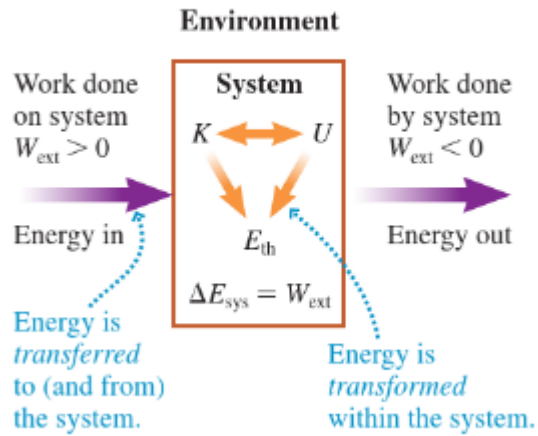 Environment
Work done
on system
W_ext > 0
Energy in
System
K
U
E_th
ΔE_sys = W_ext
Work done
by system
W_ext < 0
Energy out
Energy is
transferred
to (and from)
the system.
Energy is
transformed
within the system.